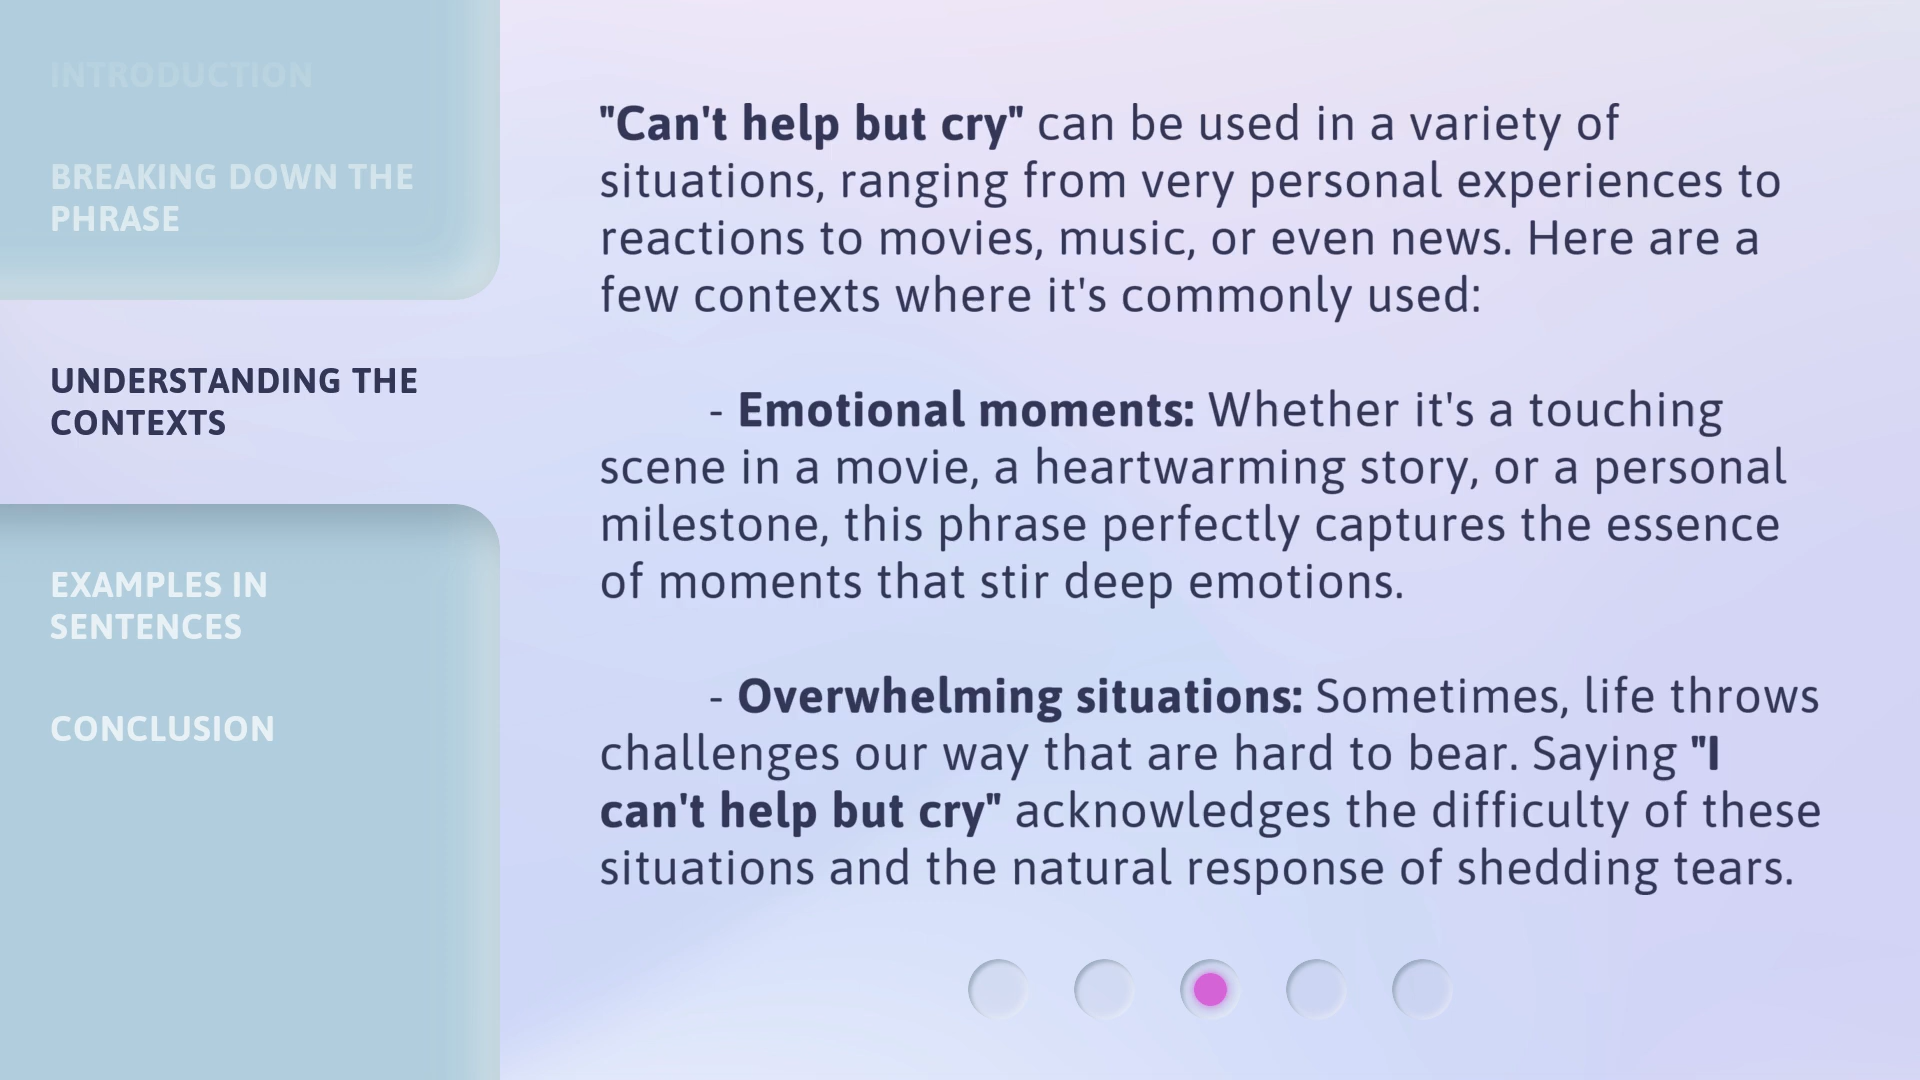 INTRODUCTION
BREAKING DOWN THE
PHRASE
UNDERSTANDING THE
CONTEXTS
EXAMPLES IN
SENTENCES
CONCLUSION
"Can't help but cry" can be used in a variety of
situations, ranging from very personal experiences to
reactions to movies, music, or even news. Here are a
few contexts where it's commonly used:
- Emotional moments: Whether it's a touching
scene in a movie, a heartwarming story, or a personal
milestone, this phrase perfectly captures the essence
of moments that stir deep emotions.
- Overwhelming situations: Sometimes, life throws
challenges our way that are hard to bear. Saying "I
can't help but cry" acknowledges the difficulty of these
situations and the natural response of shedding tears.